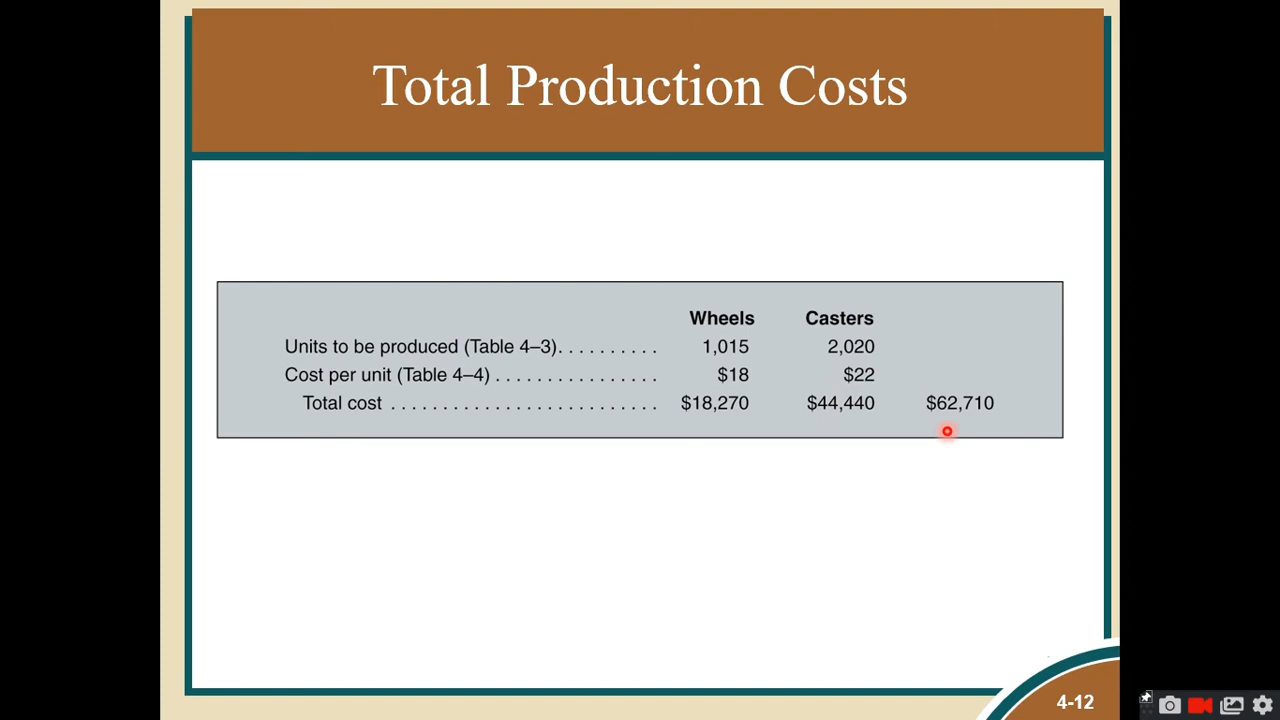 Total Production Costs
Wheels Casters
Units to be produced (Table 4–3). . . . . . . . . . 1,015 2,020
Cost per unit (Table 4–4) . . . . . . . . . . . . . . . . $18 $22
Total cost . . . . . . . . . . . . . . . . . . . . . . . . . . $18,270 $44,440 $62,710
4-12